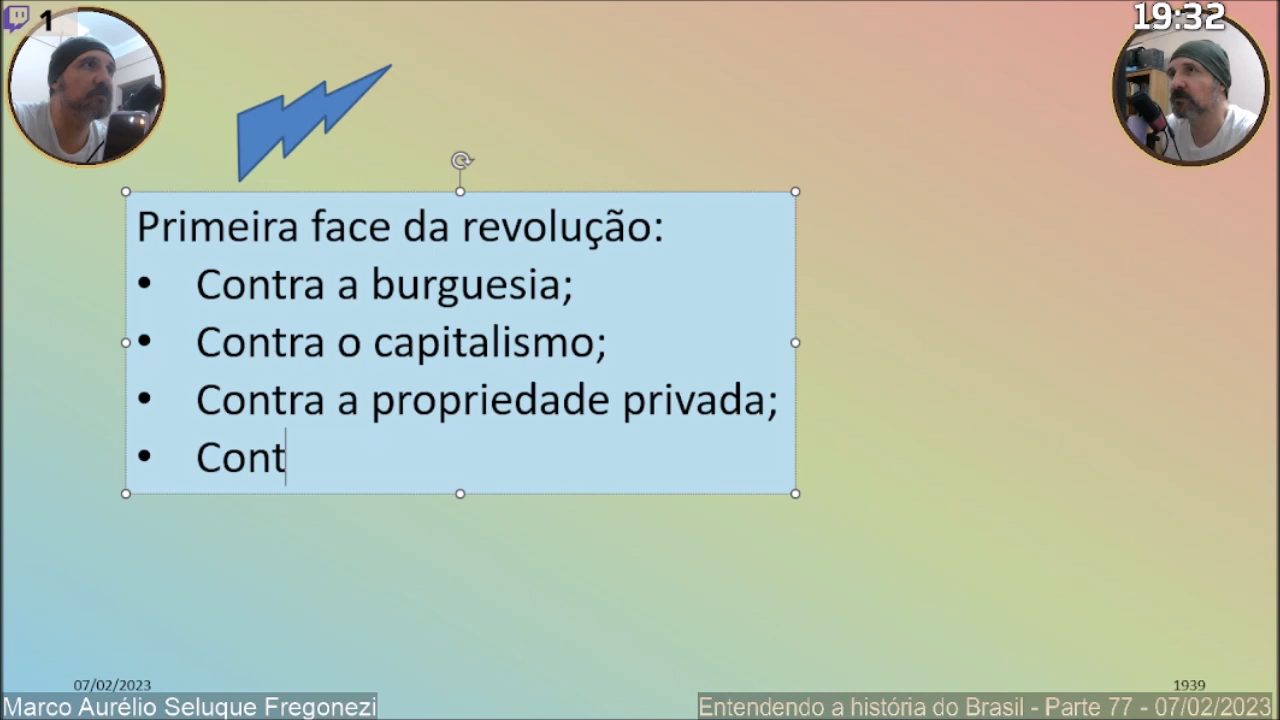 1
19:32
Primeira face da revolução:
• Contra a burguesia;
• Contra o capitalismo;
• Contra a propriedade privada;
• Cont
07/02/2023
1939
Marco Aurélio Seluque Fregonezi
Entendendo a história do Brasil - Parte 77 - 07/02/2023